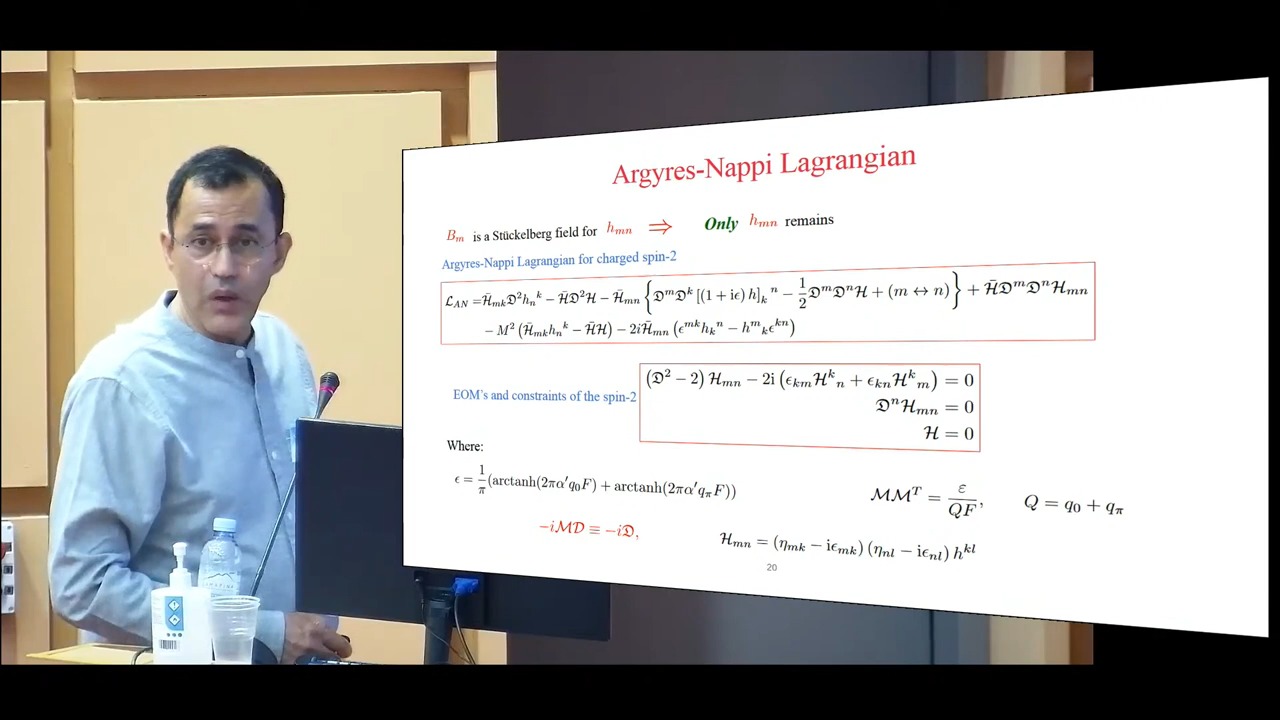 Argyres-Nappi Lagrangian
B_m is a Stückelberg field for h_mn ⇒ Only h_mn remains
Argyres-Nappi Lagrangian for charged spin-2
ℒ_AN = ℋ̄_mk 𝔇² h_n^k − ℋ̄𝔇²ℋ − ℋ̄_mn { 𝔇^m 𝔇^k [(1 + iϵ) h]_k^n − 1/2 𝔇^m 𝔇^n ℋ + (m ↔ n) } + ℋ̄𝔇^m 𝔇^n ℋ_mn
− M² (ℋ̄_mk h_n^k − ℋ̄ℋ) − 2i ℋ̄_mn (ϵ^mk h_k^n − h^m_k ϵ^kn)
EOM's and constraints of the spin-2
(𝔇² − 2) ℋ_mn − 2i (ϵ_km ℋ^k_n + ϵ_kn ℋ^k_m) = 0
𝔇^n ℋ_mn = 0
ℋ = 0
Where:
ϵ = 1/π (arctanh(2πα′q_0F) + arctanh(2πα′q_πF))
ℳℳ^T = ε/QF, Q = q_0 + q_π
−iℳD ≡ −i𝔇,
ℋ_mn = (η_mk − iϵ_mk) (η_nl − iϵ_nl) h^kl
20